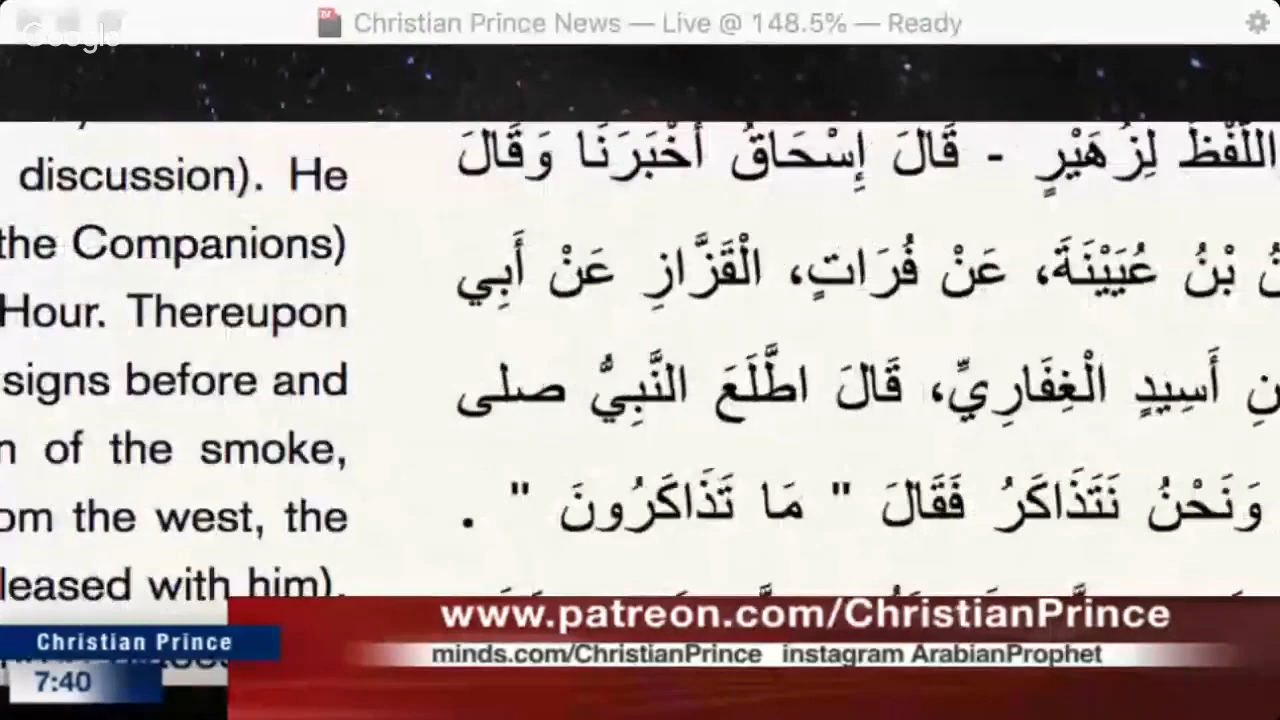 Christian Prince News — Live @ 148.5% — Ready
Google
discussion). He
the Companions)
Hour. Thereupon
signs before and
of the smoke,
the west, the
with him).
اللَّفْظُ لِزُهَيْرٍ - قَالَ إِسْحَاقُ أَخْبَرَنَا وَقَالَ
بْنُ عُيَيْنَةَ، عَنْ فُرَاتٍ، الْقَزَّازِ عَنْ أَبِي
أَسِيدٍ الْغِفَارِيِّ، قَالَ اطَّلَعَ النَّبِيُّ صلى
وَنَحْنُ نَتَذَاكَرُ فَقَالَ " مَا تَذَاكَرُونَ " .
www.patreon.com/ChristianPrince
minds.com/ChristianPrince instagram ArabianProphet
Christian Prince
7:40